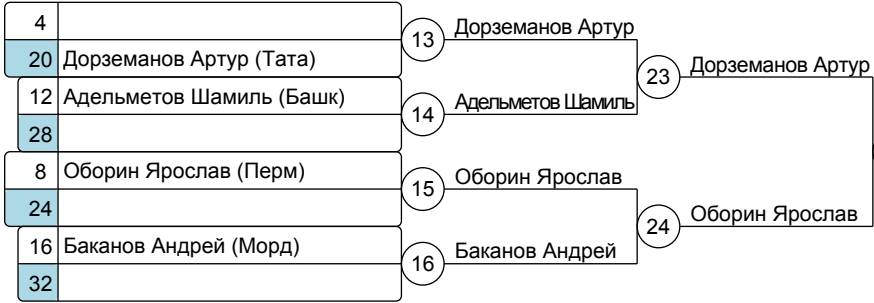 4
20 Дорземанов Артур (Тата)
12 Адельметов Шамиль (Башк)
28
8 Оборин Ярослав (Перм)
24
16 Баканов Андрей (Морд)
32
13 Дорземанов Артур
14 Адельметов Шамиль
15 Оборин Ярослав
16 Баканов Андрей
23 Дорземанов Артур
24 Оборин Ярослав